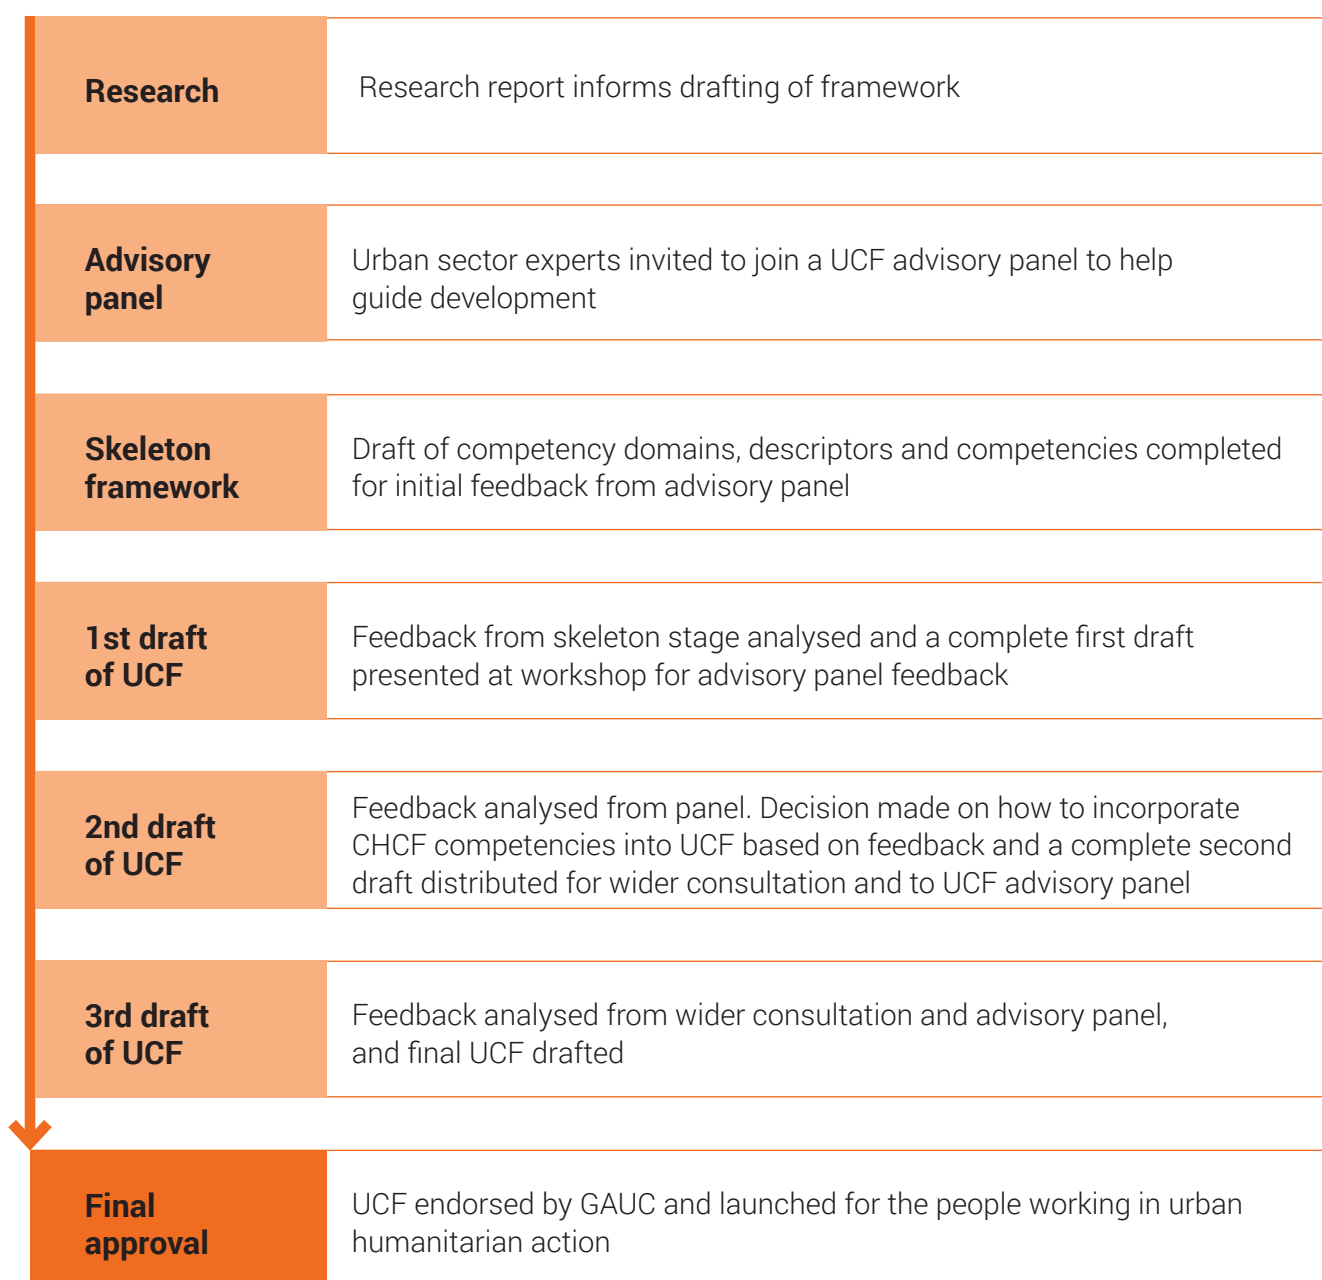 Research
Research report informs drafting of framework
Advisory
panel
Urban sector experts invited to join a UCF advisory panel to help
guide development
Skeleton
framework
Draft of competency domains, descriptors and competencies completed
for initial feedback from advisory panel
1st draft
of UCF
Feedback from skeleton stage analysed and a complete first draft
presented at workshop for advisory panel feedback
2nd draft
of UCF
Feedback analysed from panel. Decision made on how to incorporate
CHCF competencies into UCF based on feedback and a complete second
draft distributed for wider consultation and to UCF advisory panel
3rd draft
of UCF
Feedback analysed from wider consultation and advisory panel,
and final UCF drafted
Final
approval
UCF endorsed by GAUC and launched for the people working in urban
humanitarian action